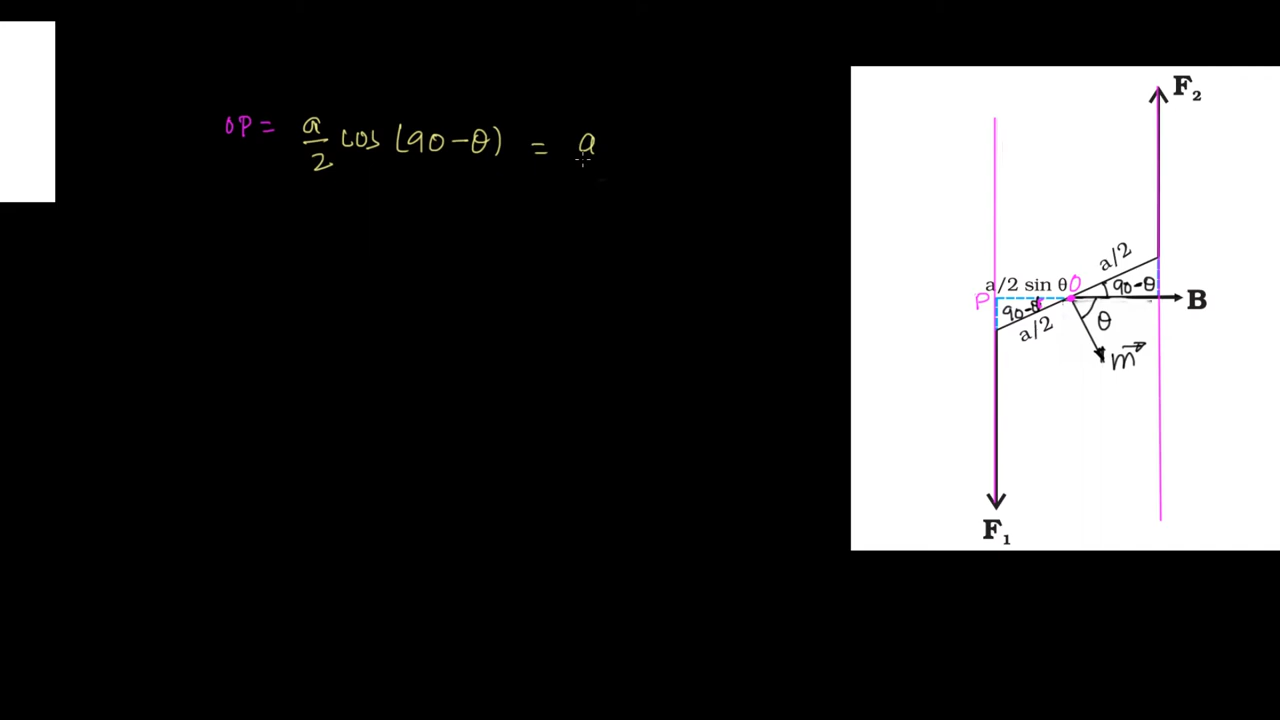 OP = a/2 cos (90-θ) = a
F₂
a/2
a/2 sin θ O
90-θ
P
B
90-θ
θ
a/2
m⃗
F₁